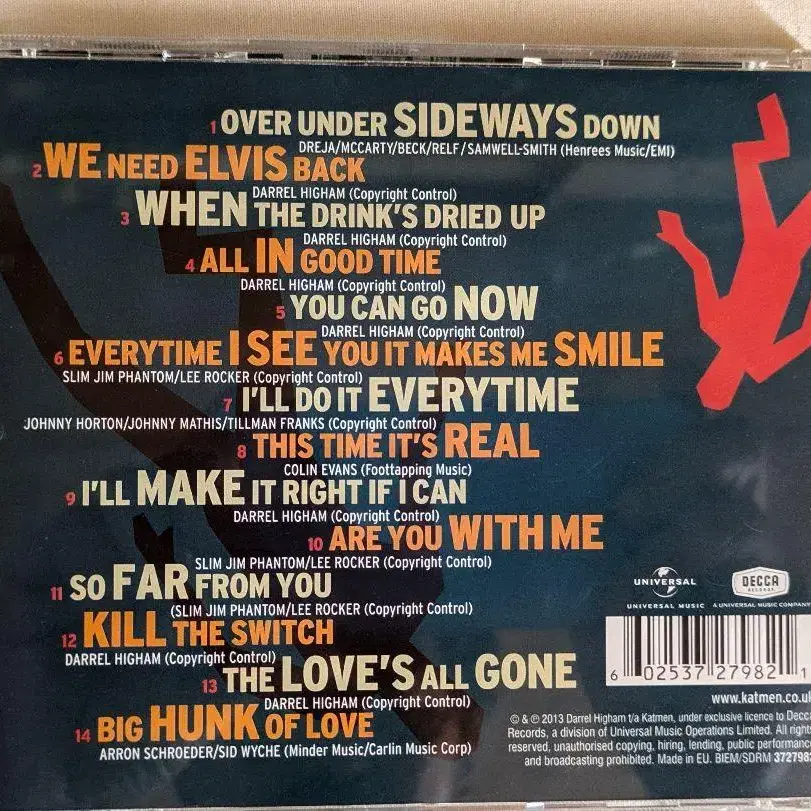 1 OVER UNDER SIDEWAYS DOWN
DREJA/MCCARTY/BECK/RELF/SAMWELL-SMITH (Henrees Music/EMI)
2 WE NEED ELVIS BACK
DARREL HIGHAM (Copyright Control)
3 WHEN THE DRINK'S DRIED UP
DARREL HIGHAM (Copyright Control)
4 ALL IN GOOD TIME
DARREL HIGHAM (Copyright Control)
5 YOU CAN GO NOW
DARREL HIGHAM (Copyright Control)
6 EVERYTIME I SEE YOU IT MAKES ME SMILE
SLIM JIM PHANTOM/LEE ROCKER (Copyright Control)
7 I'LL DO IT EVERYTIME
JOHNNY HORTON/JOHNNY MATHIS/TILLMAN FRANKS (Copyright Control)
8 THIS TIME IT'S REAL
COLIN EVANS (Foottapping Music)
9 I'LL MAKE IT RIGHT IF I CAN
DARREL HIGHAM (Copyright Control)
10 ARE YOU WITH ME
SLIM JIM PHANTOM/LEE ROCKER (Copyright Control)
11 SO FAR FROM YOU
(SLIM JIM PHANTOM/LEE ROCKER (Copyright Control)
12 KILL THE SWITCH
DARREL HIGHAM (Copyright Control)
13 THE LOVE'S ALL GONE
DARREL HIGHAM (Copyright Control)
14 BIG HUNK OF LOVE
ARRON SCHROEDER/SID WYCHE (Minder Music/Carlin Music Corp)
UNIVERSAL
UNIVERSAL MUSIC
DECCA
RECORDS
A UNIVERSAL MUSIC COMPAN
6 02537 27982 1
www.katmen.co.uk
© & ℗ 2013 Darrel Higham t/a Katmen, under exclusive licence to Decca
Records, a division of Universal Music Operations Limited. All rights
reserved, unauthorised copying, hiring, lending, public performance
and broadcasting prohibited. Made in EU. BIEM/SDRM 3727982